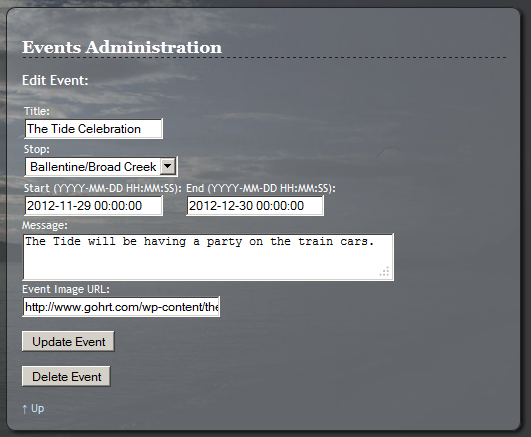 Events Administration
Edit Event:
Title:
The Tide Celebration
Stop:
Ballentine/Broad Creek
Start (YYYY-MM-DD HH:MM:SS): End (YYYY-MM-DD HH:MM:SS):
2012-11-29 00:00:00 2012-12-30 00:00:00
Message:
The Tide will be having a party on the train cars.
Event Image URL:
http://www.gohrt.com/wp-content/the
Update Event
Delete Event
↑ Up